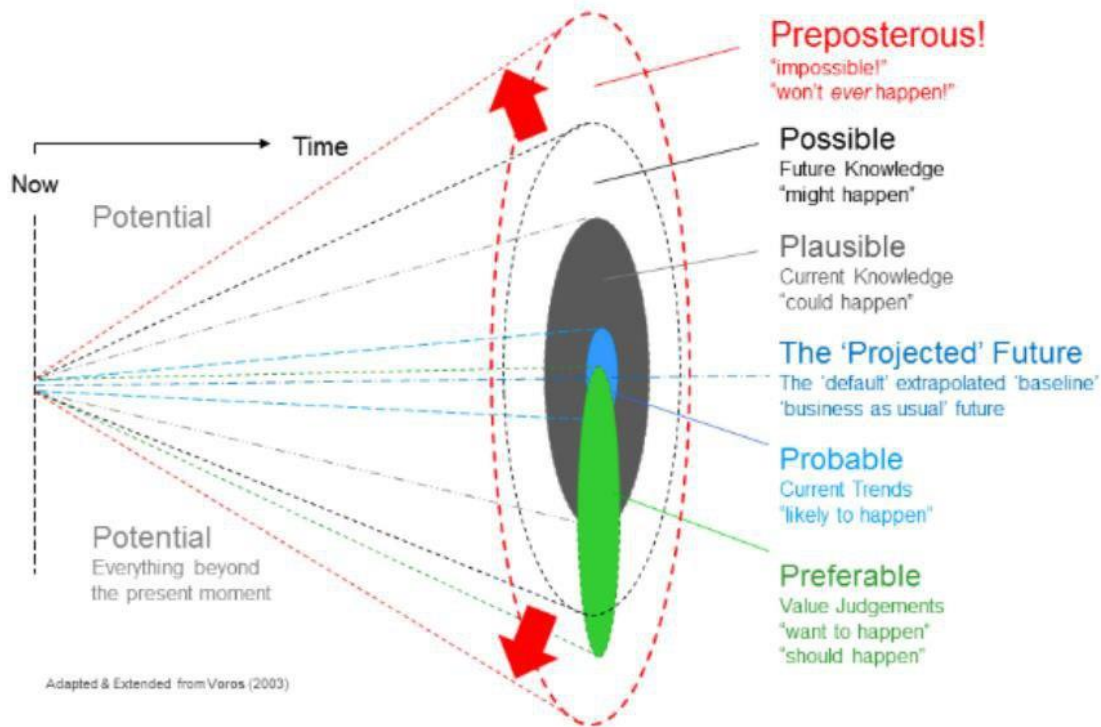 Preposterous!
"impossible!"
"won't ever happen!"
Time
Now
Potential
Possible
Future Knowledge
"might happen"
Plausible
Current Knowledge
"could happen"
The 'Projected' Future
The 'default' extrapolated 'baseline'
'business as usual' future
Probable
Current Trends
"likely to happen"
Potential
Everything beyond
the present moment
Preferable
Value Judgements
"want to happen"
"should happen"
Adapted & Extended from Voros (2003)